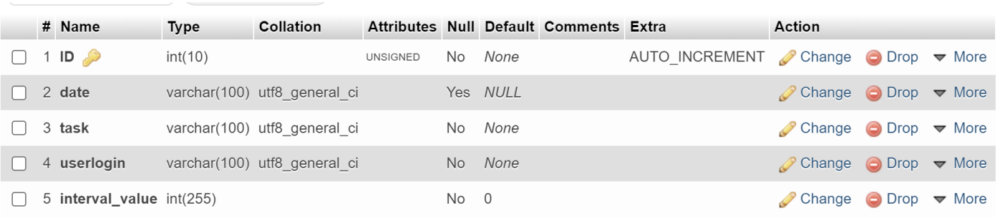 # Name Type Collation Attributes Null Default Comments Extra Action
1 ID int(10) UNSIGNED No None AUTO_INCREMENT Change Drop More
2 date varchar(100) utf8_general_ci Yes NULL Change Drop More
3 task varchar(100) utf8_general_ci No None Change Drop More
4 userlogin varchar(100) utf8_general_ci No None Change Drop More
5 interval_value int(255) No 0 Change Drop More